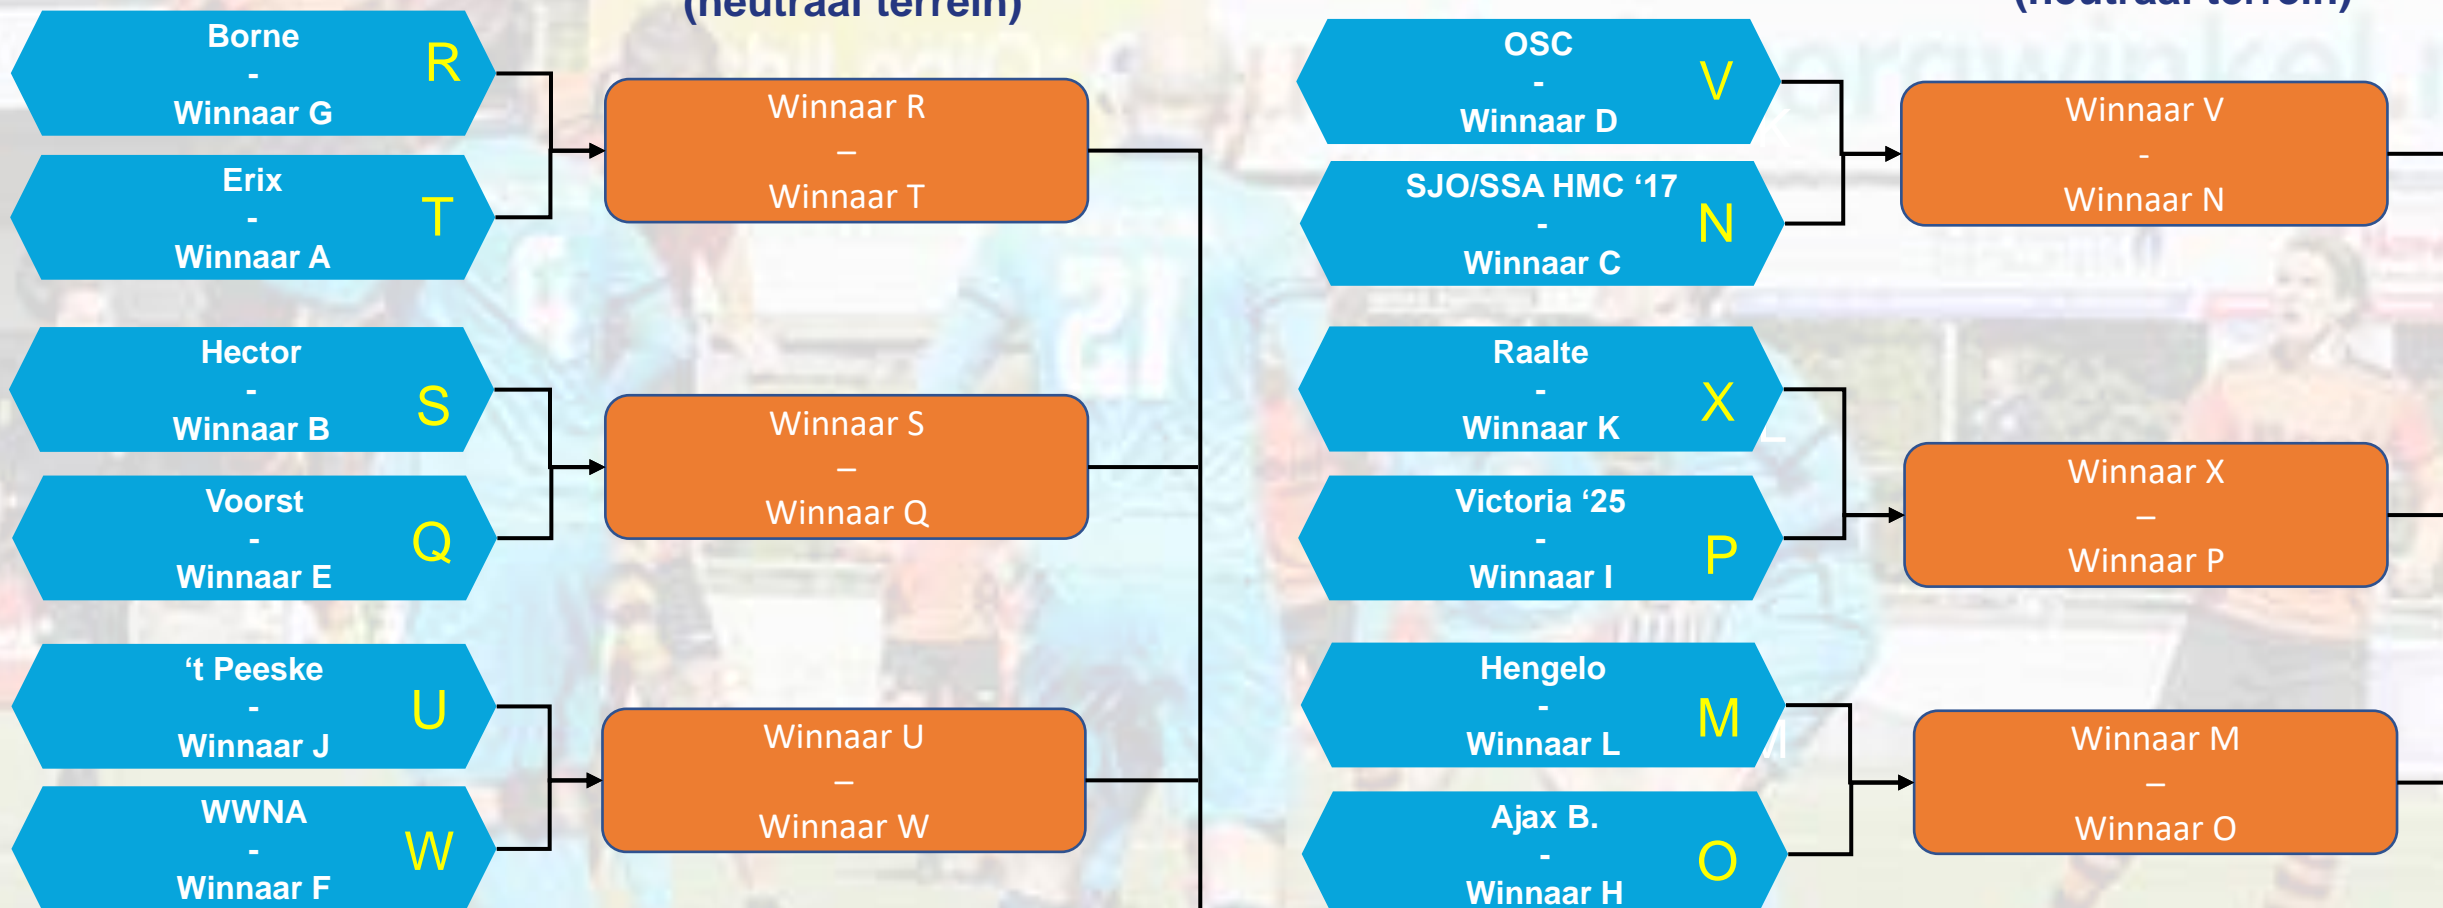 (neutraal terrein)
Borne
-
Winnaar G
R
Erix
-
Winnaar A
T
Winnaar R
–
Winnaar T
Hector
-
Winnaar B
S
Voorst
-
Winnaar E
Q
Winnaar S
–
Winnaar Q
‘t Peeske
-
Winnaar J
U
WWNA
-
Winnaar F
W
Winnaar U
–
Winnaar W
(neutraal terrein)
OSC
-
Winnaar D
V
SJO/SSA HMC ‘17
-
Winnaar C
N
Winnaar V
-
Winnaar N
Raalte
-
Winnaar K
X
Victoria ‘25
-
Winnaar I
P
Winnaar X
–
Winnaar P
Hengelo
-
Winnaar L
M
Ajax B.
-
Winnaar H
O
Winnaar M
–
Winnaar O
21